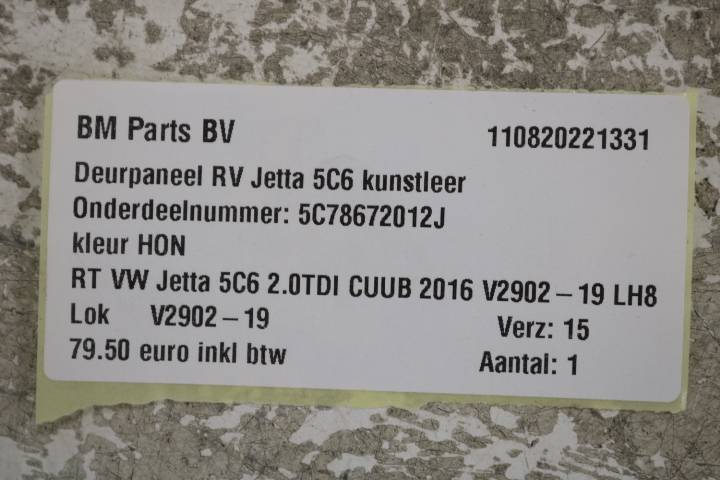 BM Parts BV 110820221331
Deurpaneel RV Jetta 5C6 kunstleer
Onderdeelnummer: 5C78672012J
kleur HON
RT VW Jetta 5C6 2.0TDI CUUB 2016 V2902-19 LH8
Lok V2902-19 Verz: 15
79.50 euro inkl btw Aantal: 1